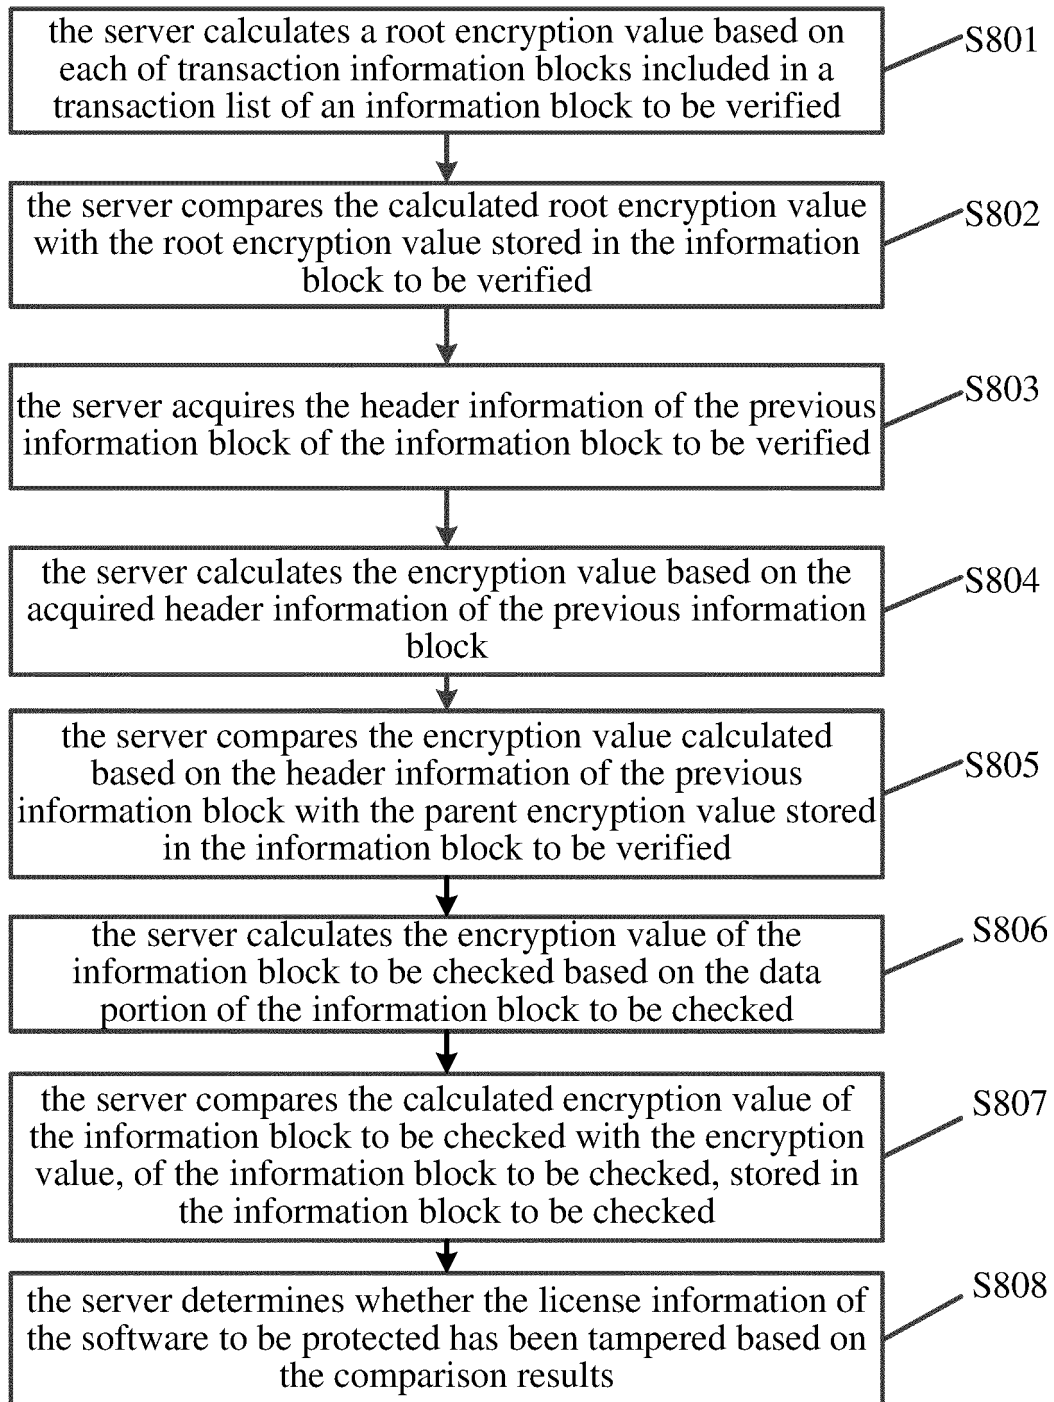 the server calculates a root encryption value based on
each of transaction information blocks included in a
transaction list of an information block to be verified
S801
the server compares the calculated root encryption value
with the root encryption value stored in the information
block to be verified
S802
the server acquires the header information of the previous
information block of the information block to be verified
S803
the server calculates the encryption value based on the
acquired header information of the previous information
block
S804
the server compares the encryption value calculated
based on the header information of the previous
information block with the parent encryption value stored
in the information block to be verified
S805
the server calculates the encryption value of the
information block to be checked based on the data
portion of the information block to be checked
S806
the server compares the calculated encryption value of
the information block to be checked with the encryption
value, of the information block to be checked, stored in
the information block to be checked
S807
the server determines whether the license information of
the software to be protected has been tampered based on
the comparison results
S808